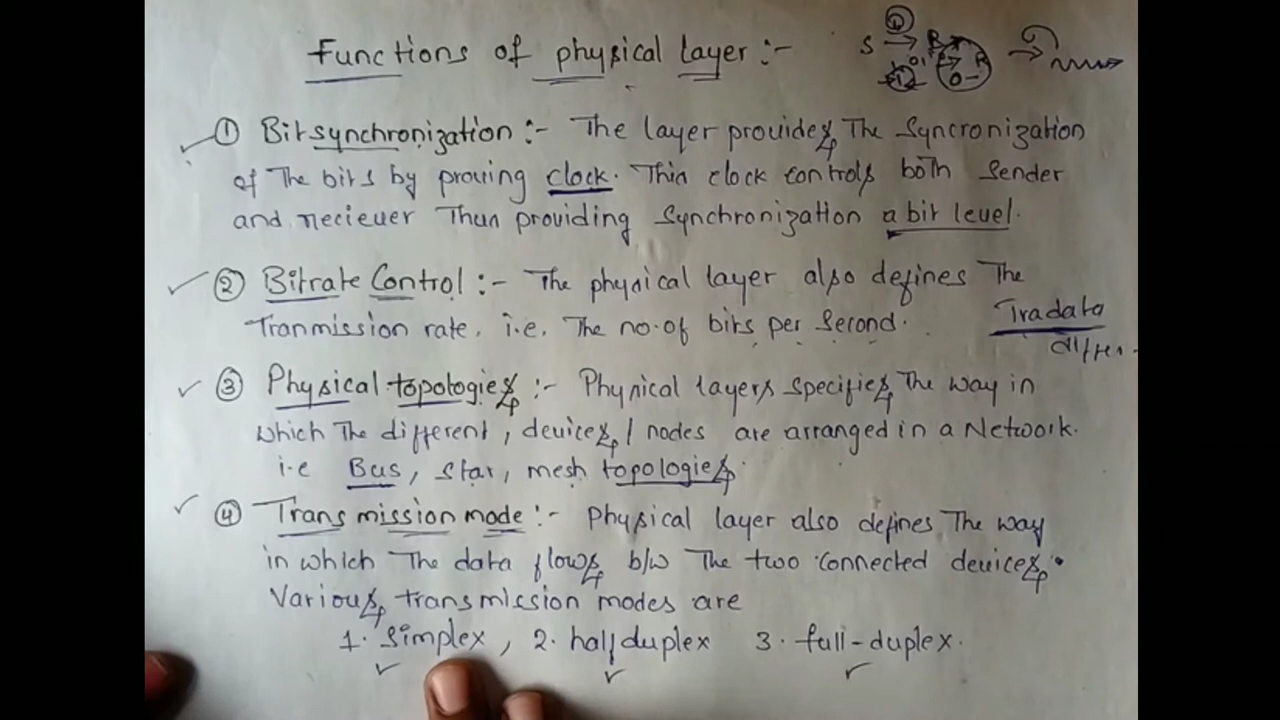 Functions of physical layer :-
① Bit synchronization :- The layer provides The Syncronization
of The bits by proving clock. This clock controls both Sender
and reciever Thus providing Synchronization a bit level.
② Bitrate Control :- The physical layer also defines The
Tranmission rate. i.e. The no. of bits per Second.
Tradata
③ Physical topologies :- Physical layers specifies The way in
which The different, devices / nodes are arranged in a Network.
i.e Bus, Star, mesh topologies.
④ Transmission mode :- Physical layer also defines The way
in which The data flows b/w The two connected devices.
Various transmission modes are
1. Simplex, 2. half duplex 3. full-duplex.